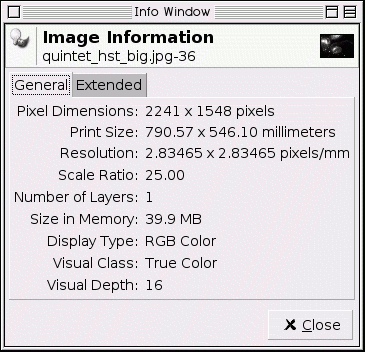 Info Window
Image Information
quintet_hst_big.jpg-36
General Extended
Pixel Dimensions: 2241 x 1548 pixels
Print Size: 790.57 x 546.10 millimeters
Resolution: 2.83465 x 2.83465 pixels/mm
Scale Ratio: 25.00
Number of Layers: 1
Size in Memory: 39.9 MB
Display Type: RGB Color
Visual Class: True Color
Visual Depth: 16
Close